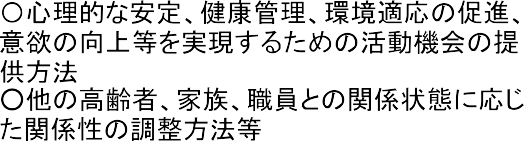 〇心理的な安定、健康管理、環境適応の促進、
意欲の向上等を実現するための活動機会の提
供方法
〇他の高齢者、家族、職員との関係状態に応じ
た関係性の調整方法等